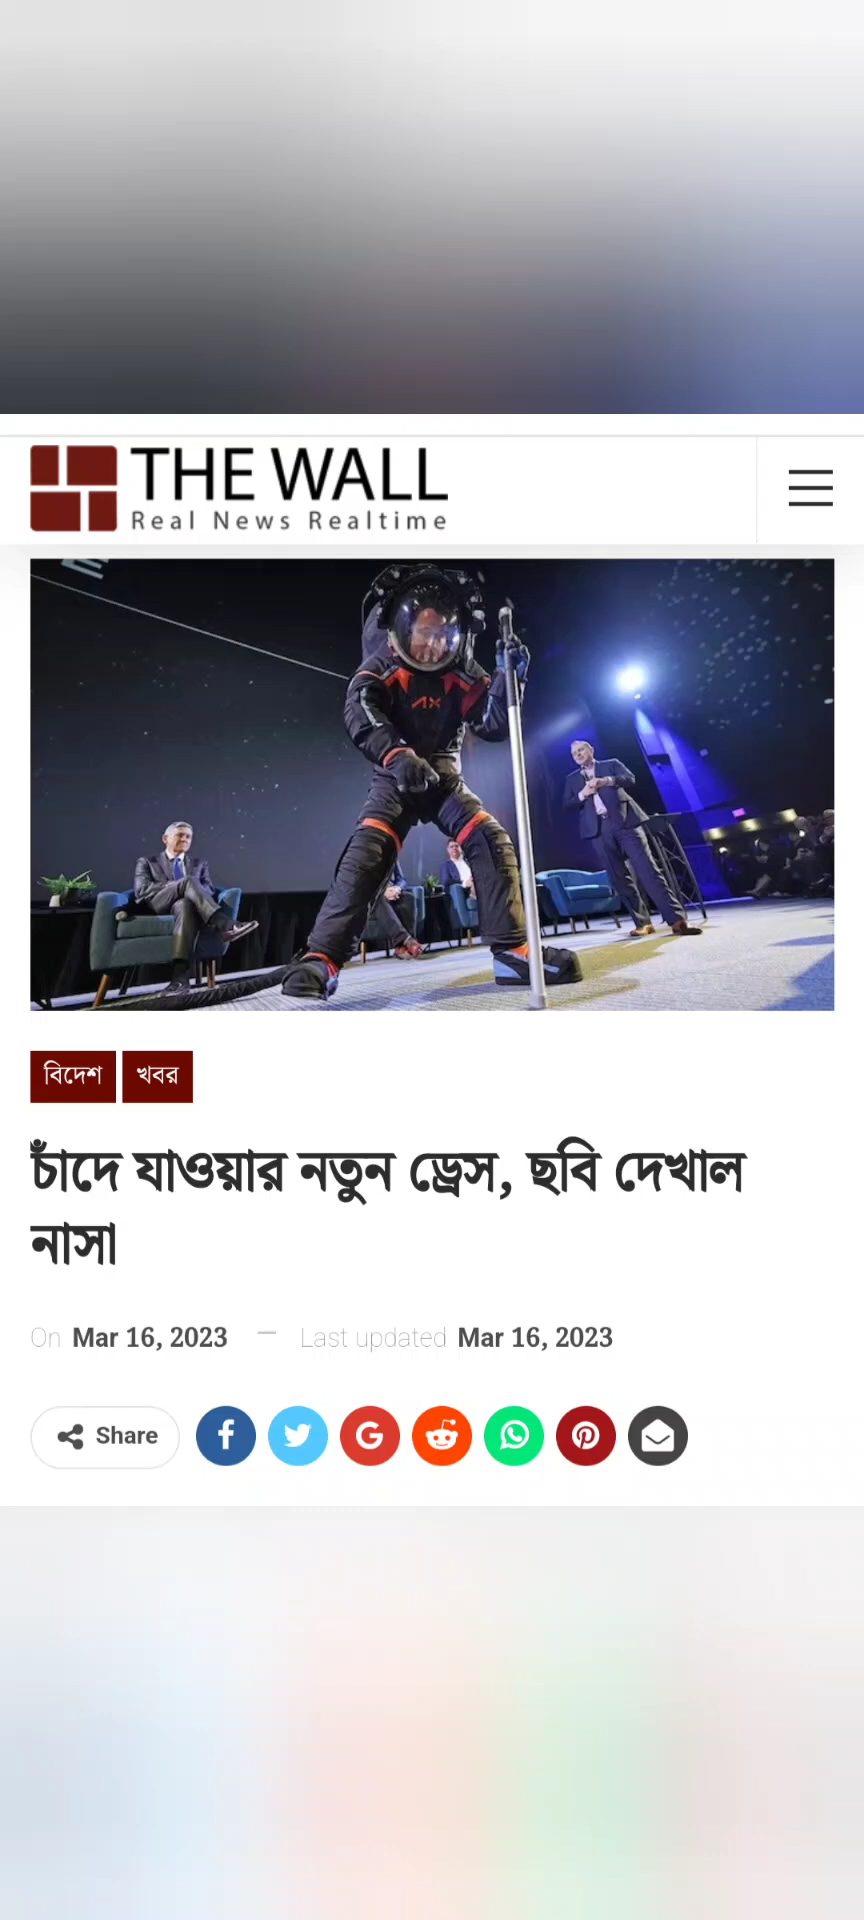 THE WALL
Real News Realtime
AX
বিদেশ খবর
চাঁদে যাওয়ার নতুন ড্রেস, ছবি দেখাল
নাসা
On Mar 16, 2023 — Last updated Mar 16, 2023
Share